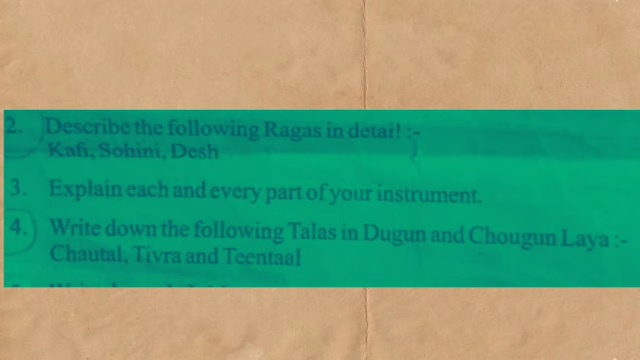 2. Describe the following Ragas in detai! :-
Kafi, Sohini, Desh
3. Explain each and every part of your instrument.
4. Write down the following Talas in Dugun and Chougun Laya :-
Chautal, Tivra and Teentaal